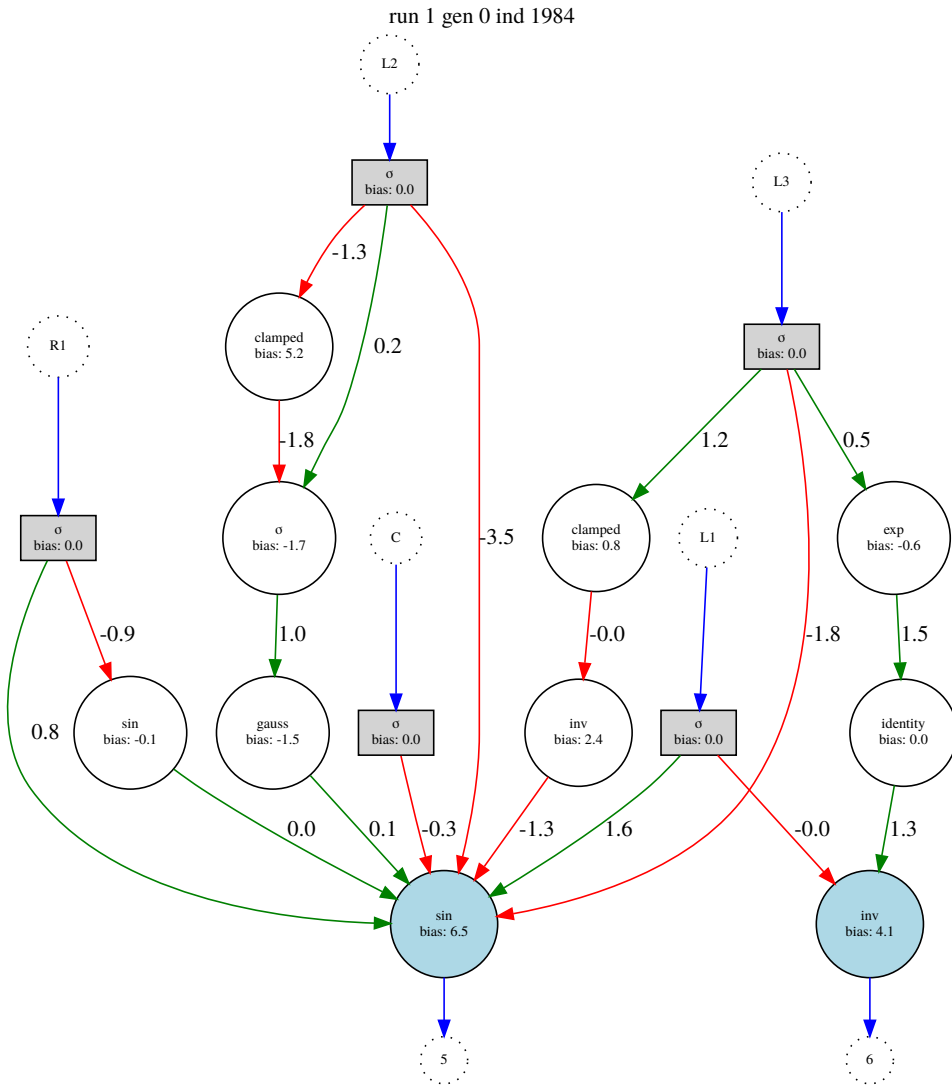 run 1 gen 0 ind 1984
L2
σ
bias: 0.0
L3
-1.3
clamped
bias: 5.2
0.2
R1
σ
bias: 0.0
-1.8
1.2
0.5
σ
bias: 0.0
σ
bias: -1.7
C
-3.5
clamped
bias: 0.8
L1
exp
bias: -0.6
-0.9
1.0
-0.0
-1.8
1.5
0.8
sin
bias: -0.1
gauss
bias: -1.5
σ
bias: 0.0
inv
bias: 2.4
σ
bias: 0.0
identity
bias: 0.0
0.0
0.1
-0.3
-1.3
1.6
-0.0
1.3
sin
bias: 6.5
inv
bias: 4.1
5
6